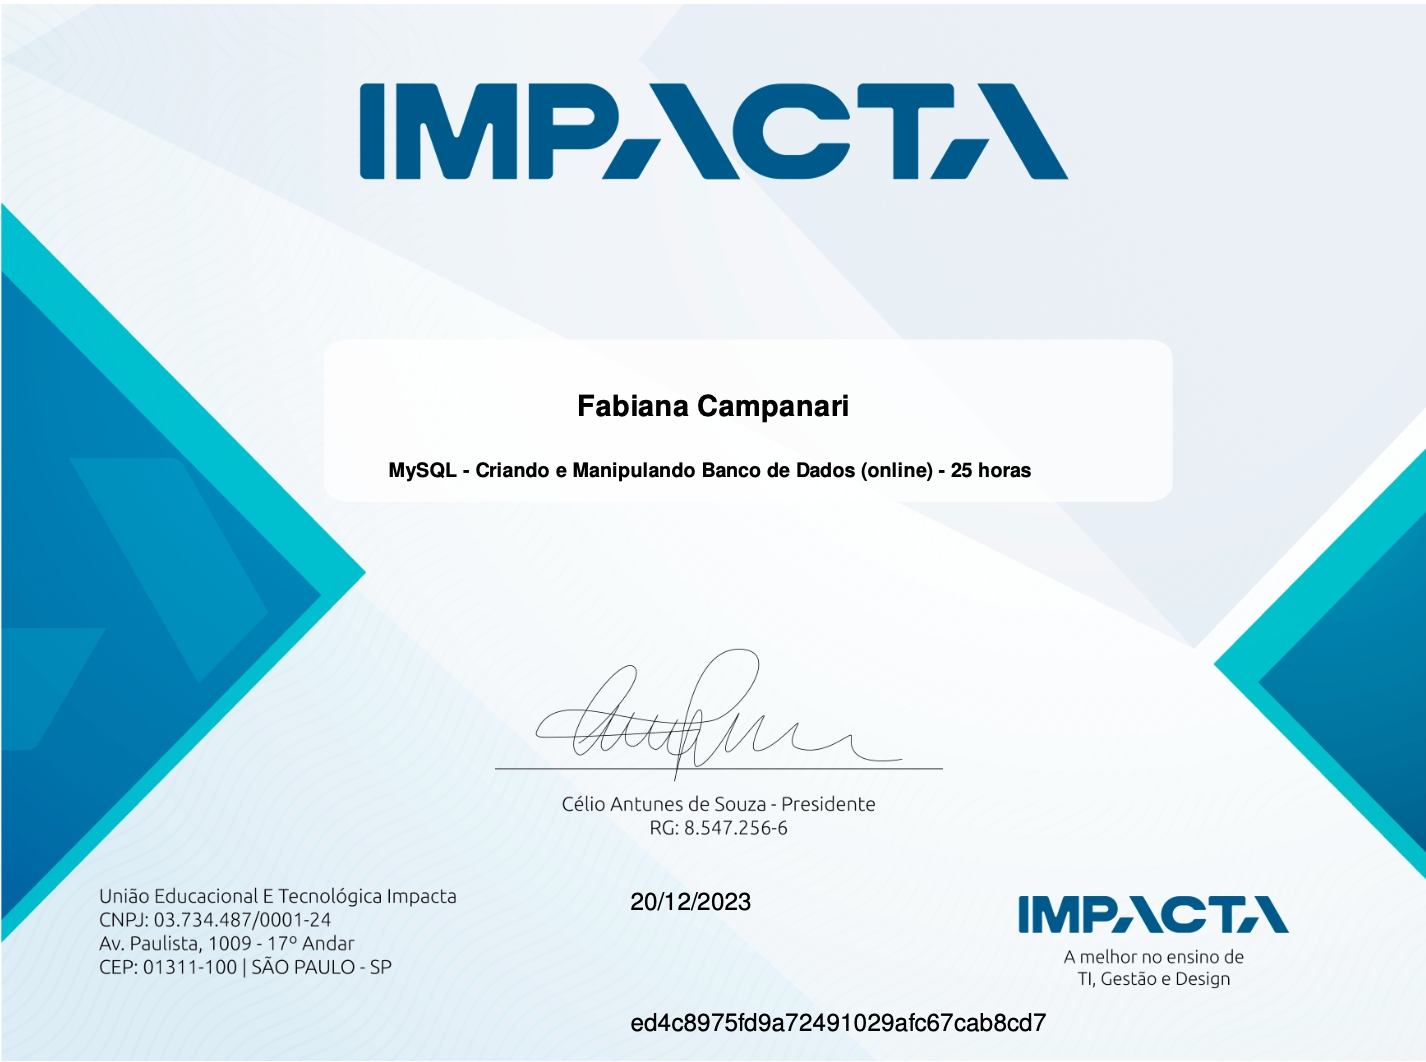 IMPACTA
Fabiana Campanari
MySQL - Criando e Manipulando Banco de Dados (online) - 25 horas
Célio Antunes de Souza - Presidente
RG: 8.547.256-6
União Educacional E Tecnológica Impacta
CNPJ: 03.734.487/0001-24
Av. Paulista, 1009 - 17º Andar
CEP: 01311-100 | SÃO PAULO - SP
20/12/2023
IMPACTA
A melhor no ensino de
TI, Gestão e Design
ed4c8975fd9a72491029afc67cab8cd7